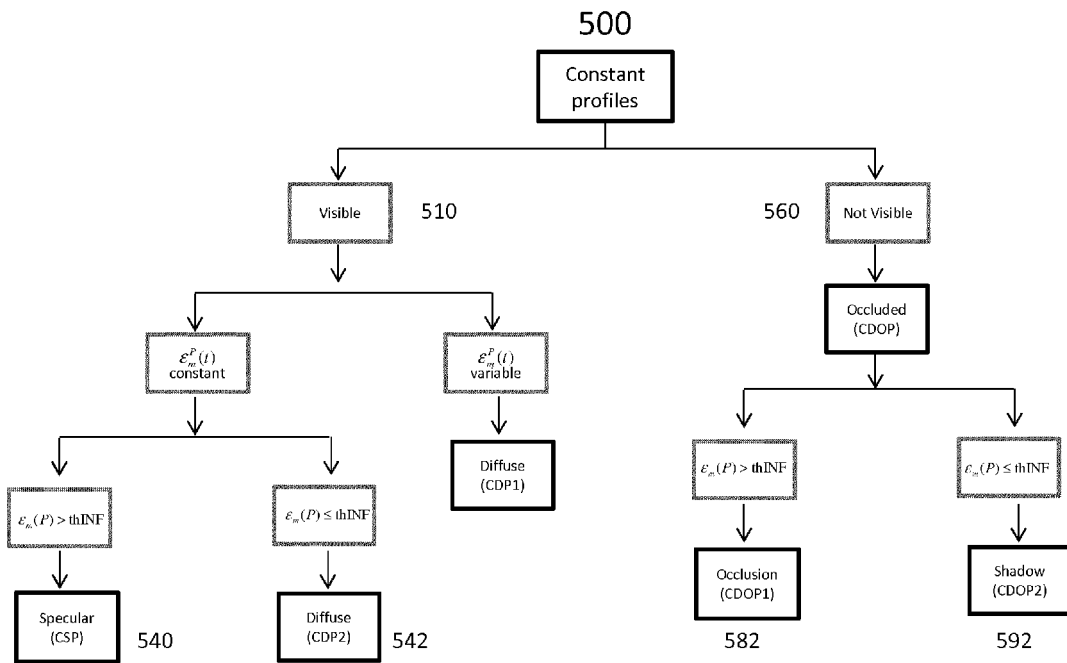 500
Constant
profiles
Visible
510
560
Not Visible
Occluded
(CDOP)
ε_m^P(t)
constant
ε_m^P(t)
variable
Diffuse
(CDP1)
ε_m(P) > thINF
ε_m(P) ≤ thINF
ε_m(P) > thINF
ε_m(P) ≤ thINF
Specular
(CSP)
540
Diffuse
(CDP2)
542
Occlusion
(CDOP1)
582
Shadow
(CDOP2)
592